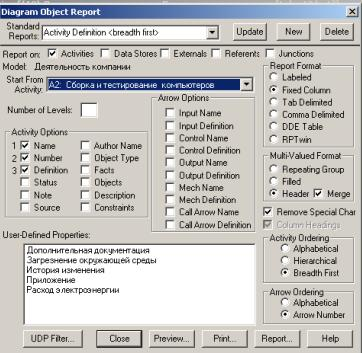 Diagram Object Report
Standard Reports: Activity Definition <breadth first> Update New Delete
Report on: Activities Data Stores Externals Referents Junctions
Model: Деятельность компании
Start From Activity: A2: Сборка и тестирование компьютеров
Number of Levels:
Activity Options
1 Name Author Name
2 Number Object Type
3 Definition Facts
Status Objects
Note Description
Source Constraints
Arrow Options
Input Name
Input Definition
Control Name
Control Definition
Output Name
Output Definition
Mech Name
Mech Definition
Call Arrow Name
Call Arrow Definition
Report Format
Labeled
Fixed Column
Tab Delimited
Comma Delimited
DDE Table
RPTwin
Multi-Valued Format
Repeating Group
Filled
Header Merge
Remove Special Char
Column Headings
Activity Ordering
Alphabetical
Hierarchical
Breadth First
Arrow Ordering
Alphabetical
Arrow Number
User-Defined Properties:
Дополнительная документация
Загрезнение окружающей среды
История изменения
Приложение
Расход электроэнергии
UDP Filter... Close Preview... Print... Report... Help